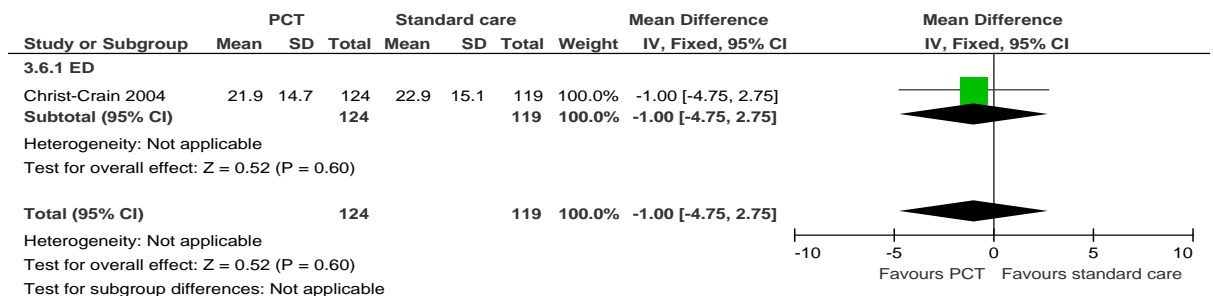 PCT Standard care Mean Difference Mean Difference
Study or Subgroup Mean SD Total Mean SD Total Weight IV, Fixed, 95% CI IV, Fixed, 95% CI
3.6.1 ED
Christ-Crain 2004 21.9 14.7 124 22.9 15.1 119 100.0% -1.00 [-4.75, 2.75]
Subtotal (95% CI) 124 119 100.0% -1.00 [-4.75, 2.75]
Heterogeneity: Not applicable
Test for overall effect: Z = 0.52 (P = 0.60)
Total (95% CI) 124 119 100.0% -1.00 [-4.75, 2.75]
Heterogeneity: Not applicable
Test for overall effect: Z = 0.52 (P = 0.60)
Test for subgroup differences: Not applicable
-10 -5 0 5 10
Favours PCT Favours standard care